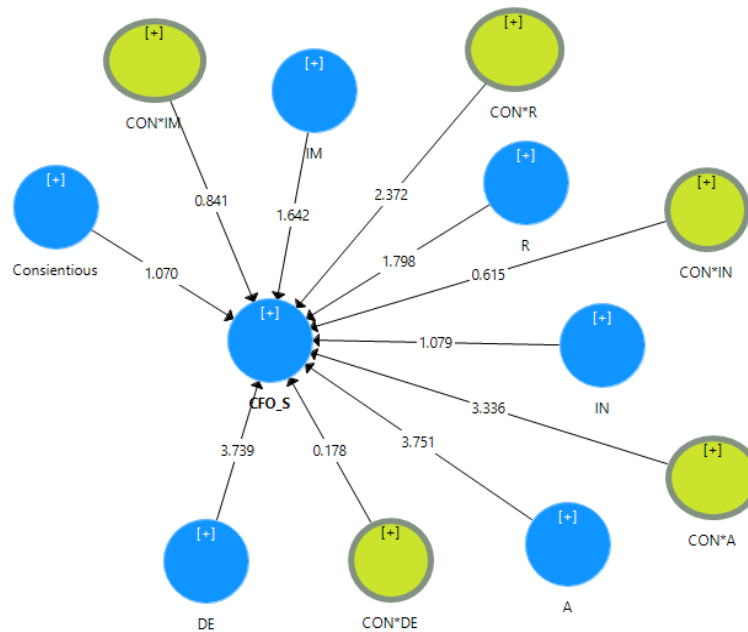 [+]
CON*IM
[+]
IM
[+]
CON*R
[+]
Consientious
[+]
R
[+]
CON*IN
0.841
1.642
2.372
1.798
0.615
1.070
[+]
CFO_S
1.079
[+]
IN
3.336
3.739
0.178
3.751
[+]
CON*A
[+]
DE
[+]
CON*DE
[+]
A